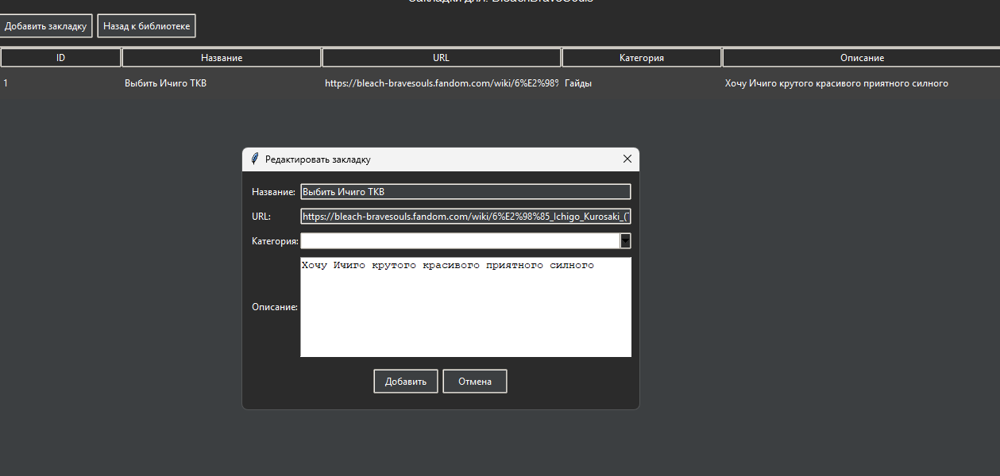 Закладки для: BleachBraveSouls
Добавить закладку Назад к библиотеке
ID Название URL Категория Описание
1 Выбить Ичиго ТКВ https://bleach-bravesouls.fandom.com/wiki/6%E2%98% Гайды Хочу Ичиго крутого красивого приятного силного
Редактировать закладку
Название: Выбить Ичиго ТКВ
URL: https://bleach-bravesouls.fandom.com/wiki/6%E2%98%85_Ichigo_Kurosaki_(
Категория:
Хочу Ичиго крутого красивого приятного силного
Описание:
Добавить Отмена